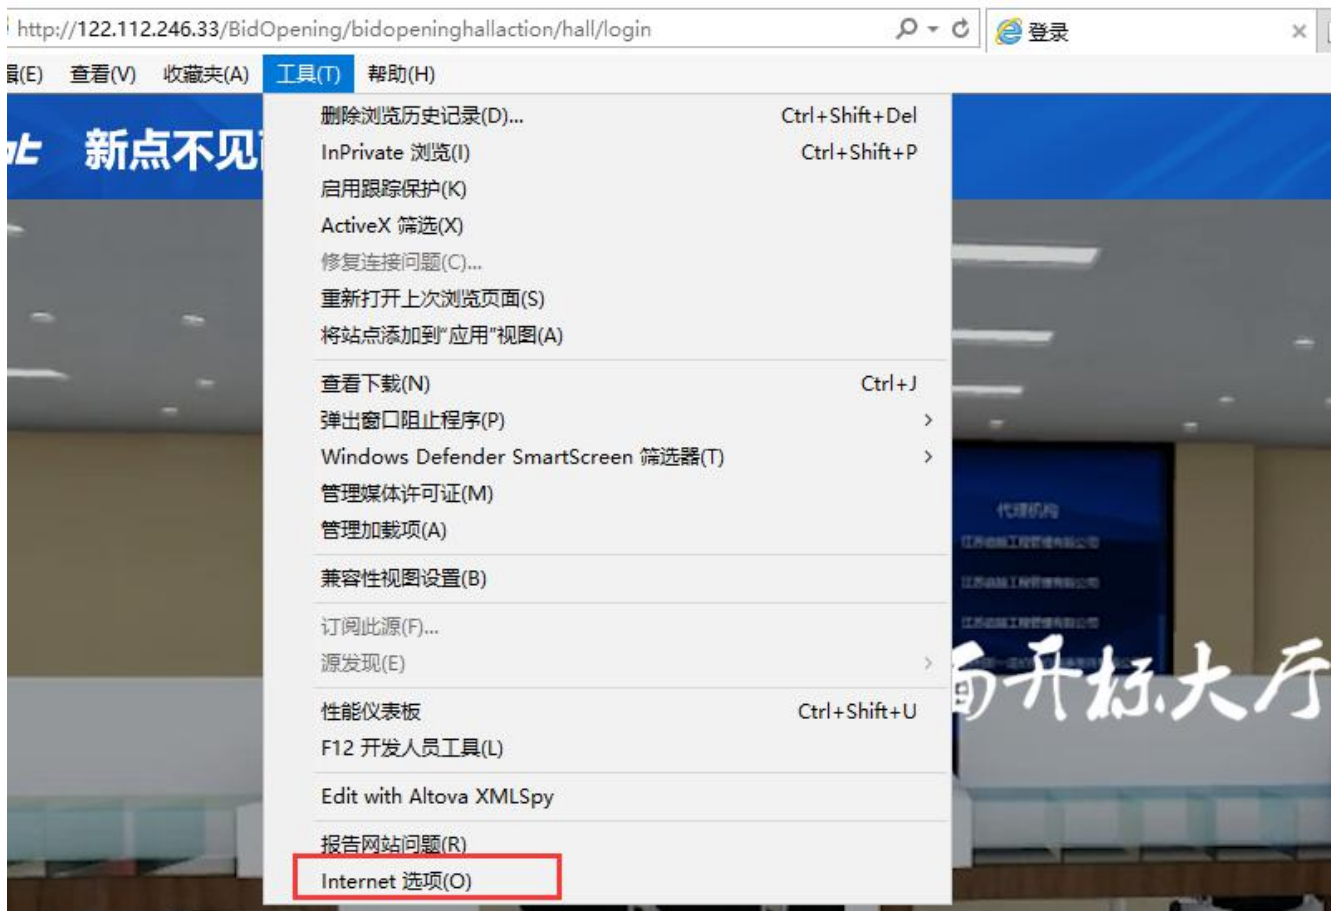 http://122.112.246.33/BidOpening/bidopeninghallaction/hall/login
登录
查看(V) 收藏夹(A) 工具(T) 帮助(H)
新点不见
删除浏览历史记录(D)... Ctrl+Shift+Del
InPrivate 浏览(I) Ctrl+Shift+P
启用跟踪保护(K)
ActiveX 筛选(X)
修复连接问题(C)...
重新打开上次浏览页面(S)
将站点添加到“应用”视图(A)
查看下载(N) Ctrl+J
弹出窗口阻止程序(P)
Windows Defender SmartScreen 筛选器(T)
管理媒体许可证(M)
管理加载项(A)
兼容性视图设置(B)
订阅此源(F)...
源发现(E)
性能仪表板 Ctrl+Shift+U
F12 开发人员工具(L)
Edit with Altova XMLSpy
报告网站问题(R)
Internet 选项(O)
代理机构
面开标大厅